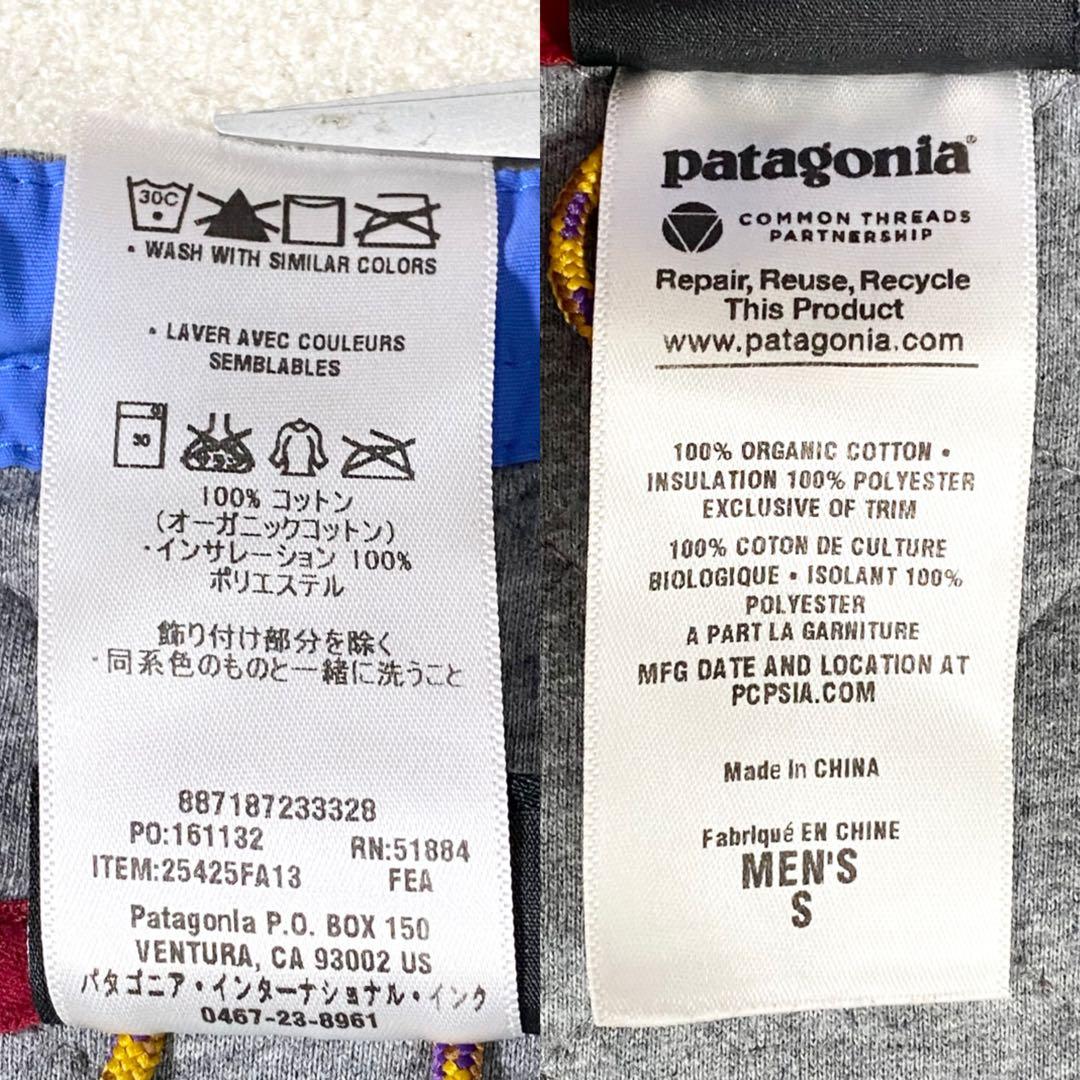 30C
• WASH WITH SIMILAR COLORS
• LAVER AVEC COULEURS
SEMBLABLES
30
100% コットン
(オーガニックコットン)
・インサレーション 100%
ポリエステル
飾り付け部分を除く
・同系色のものと一緒に洗うこと
887187233328
PO:161132
RN:51884
ITEM:25425FA13
FEA
Patagonia P.O. BOX 150
VENTURA, CA 93002 US
パタゴニア・インターナショナル・インク
0467-23-8961
patagonia®
COMMON THREADS
PARTNERSHIP
Repair, Reuse, Recycle
This Product
www.patagonia.com
100% ORGANIC COTTON •
INSULATION 100% POLYESTER
EXCLUSIVE OF TRIM
100% COTON DE CULTURE
BIOLOGIQUE • ISOLANT 100%
POLYESTER
A PART LA GARNITURE
MFG DATE AND LOCATION AT
PCPSIA.COM
Made in CHINA
Fabriqué EN CHINE
MEN'S
S